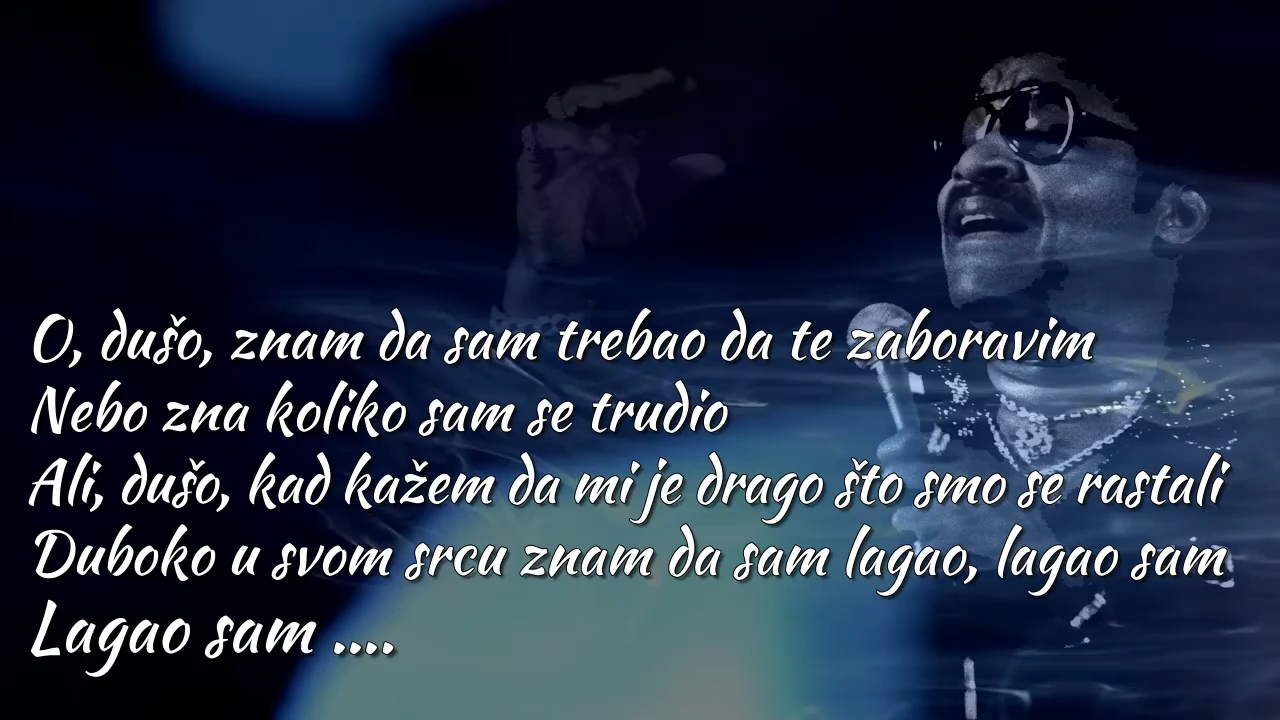 O, dušo, znam da sam trebao da te zaboravim
Nebo zna koliko sam se trudio
Ali, dušo, kad kažem da mi je drago što smo se rastali
Duboko u svom srcu znam da sam lagao, lagao sam
Lagao sam ....